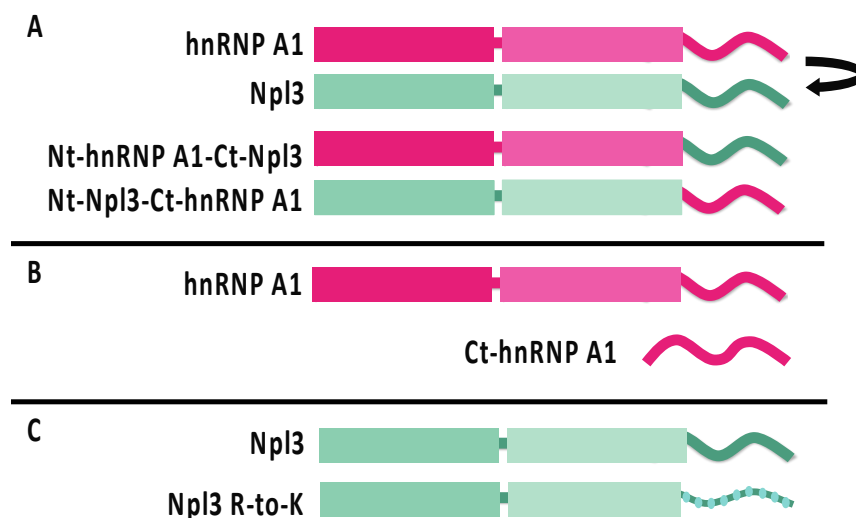 A
hnRNP A1
Npl3
Nt-hnRNP A1-Ct-Npl3
Nt-Npl3-Ct-hnRNP A1
B
hnRNP A1
Ct-hnRNP A1
C
Npl3
Npl3 R-to-K